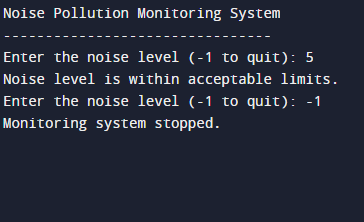 Noise Pollution Monitoring System
--------------------------------
Enter the noise level (-1 to quit): 5
Noise level is within acceptable limits.
Enter the noise level (-1 to quit): -1
Monitoring system stopped.